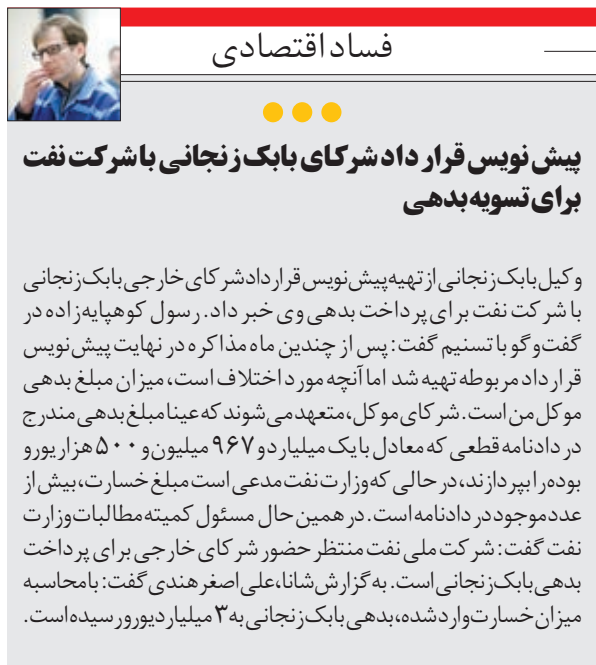 فساد اقتصادی
پیش نویس قرار داد شرکای بابک زنجانی با شرکت نفت
برای تسویه بدهی
وکیل بابک زنجانی از تهیه پیش‌نویس قرارداد شرکای خارجی بابک زنجانی
با شرکت نفت برای پرداخت بدهی وی خبر داد. رسول کوهپایه‌زاده در
گفت‌وگو با تسنیم گفت: پس از چندین ماه مذاکره در نهایت پیش‌نویس
قرارداد مربوطه تهیه شد اما آنچه مورد اختلاف است، میزان مبلغ بدهی
موکل من است. شرکای موکل، متعهد می‌شوند که عینا مبلغ بدهی مندرج
در دادنامه قطعی که معادل با یک میلیارد و ۹۶۷ میلیون و ۵۰۰ هزار یورو
بوده را بپردازند، در حالی که وزارت نفت مدعی است مبلغ خسارت، بیش از
عدد موجود در دادنامه است. در همین حال مسئول کمیته مطالبات وزارت
نفت گفت: شرکت ملی نفت منتظر حضور شرکای خارجی برای پرداخت
بدهی بابک زنجانی است. به گزارش شانا، علی اصغر هندی گفت: با محاسبه
میزان خسارت وارد شده، بدهی بابک زنجانی به ۳ میلیارد یورو رسیده است.